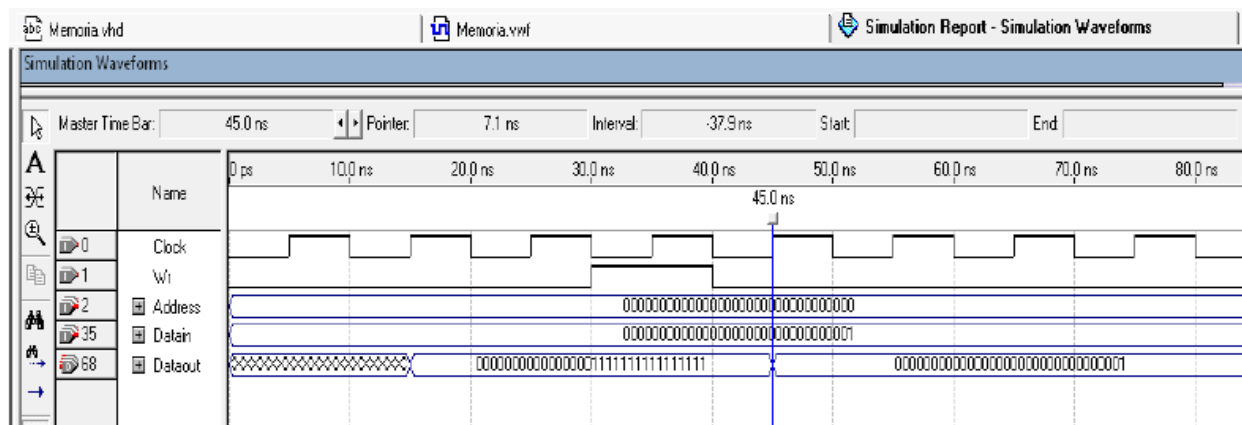 abc Memoria.vhd Memoria.vwf Simulation Report - Simulation Waveforms
Simulation Waveforms
Master Time Bar: 45.0 ns Pointer: 7.1 ns Interval: -37.9 ns Start: End:
A Name 0 ps 10.0 ns 20.0 ns 30.0 ns 40.0 ns 50.0 ns 60.0 ns 70.0 ns 80.0 ns
45.0 ns
0 Clock
1 Wr
2 Address 00000000000000000000000000000000
35 Datain 00000000000000000000000000000001
68 Dataout 00000000000000001111111111111111 00000000000000000000000000000001